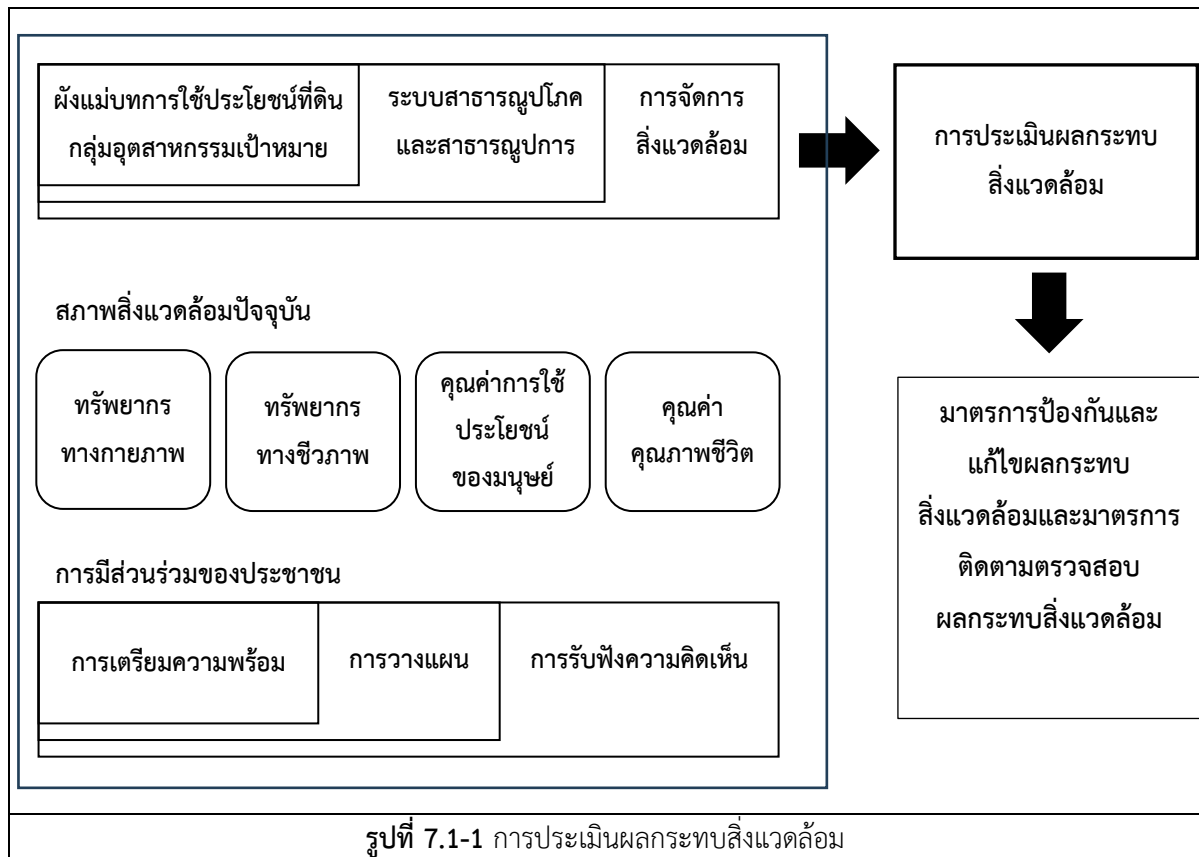 ผังแม่บทการใช้ประโยชน์ที่ดิน
กลุ่มอุตสาหกรรมเป้าหมาย
ระบบสาธารณูปโภค
และสาธารณูปการ
การจัดการ
สิ่งแวดล้อม
การประเมินผลกระทบ
สิ่งแวดล้อม
สภาพสิ่งแวดล้อมปัจจุบัน
ทรัพยากร
ทางกายภาพ
ทรัพยากร
ทางชีวภาพ
คุณค่าการใช้
ประโยชน์
ของมนุษย์
คุณค่า
คุณภาพชีวิต
มาตรการป้องกันและ
แก้ไขผลกระทบ
สิ่งแวดล้อมและมาตรการ
ติดตามตรวจสอบ
ผลกระทบสิ่งแวดล้อม
การมีส่วนร่วมของประชาชน
การเตรียมความพร้อม
การวางแผน
การรับฟังความคิดเห็น
รูปที่ 7.1-1 การประเมินผลกระทบสิ่งแวดล้อม